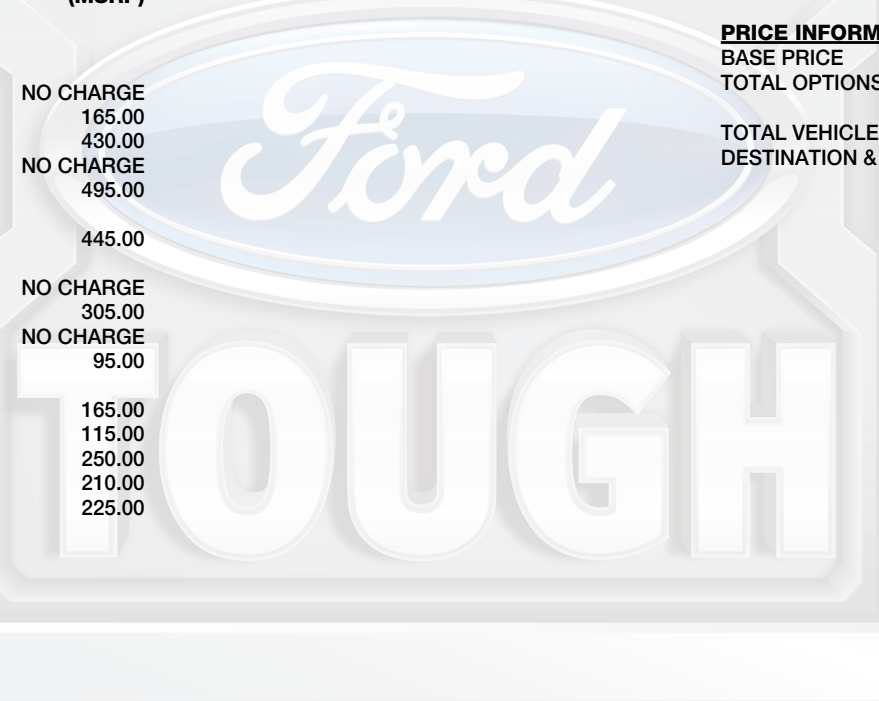 (MSRP)
NO CHARGE
165.00
430.00
NO CHARGE
495.00
445.00
NO CHARGE
305.00
NO CHARGE
95.00
165.00
115.00
250.00
210.00
225.00
PRICE INFORM
BASE PRICE
TOTAL OPTIONS
TOTAL VEHICLE
DESTINATION &
Ford
TOUGH